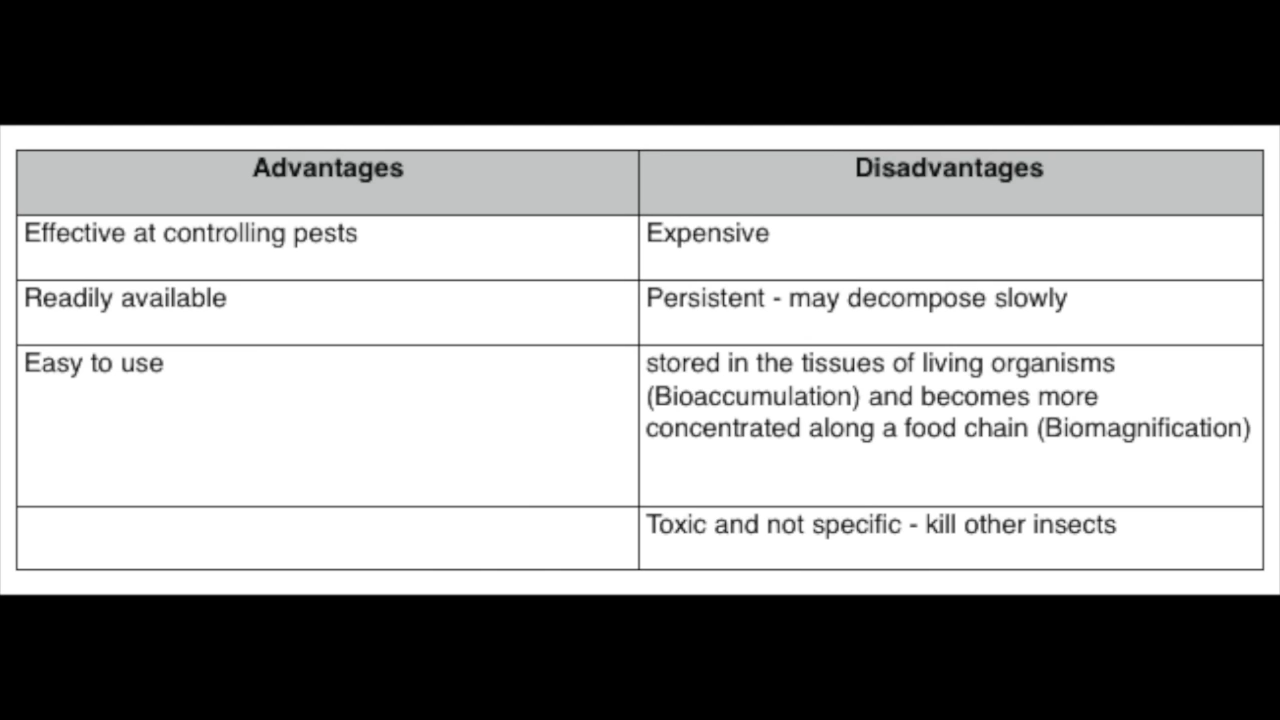 Advantages
Disadvantages
Effective at controlling pests
Expensive
Readily available
Persistent - may decompose slowly
Easy to use
stored in the tissues of living organisms
(Bioaccumulation) and becomes more
concentrated along a food chain (Biomagnification)
Toxic and not specific - kill other insects